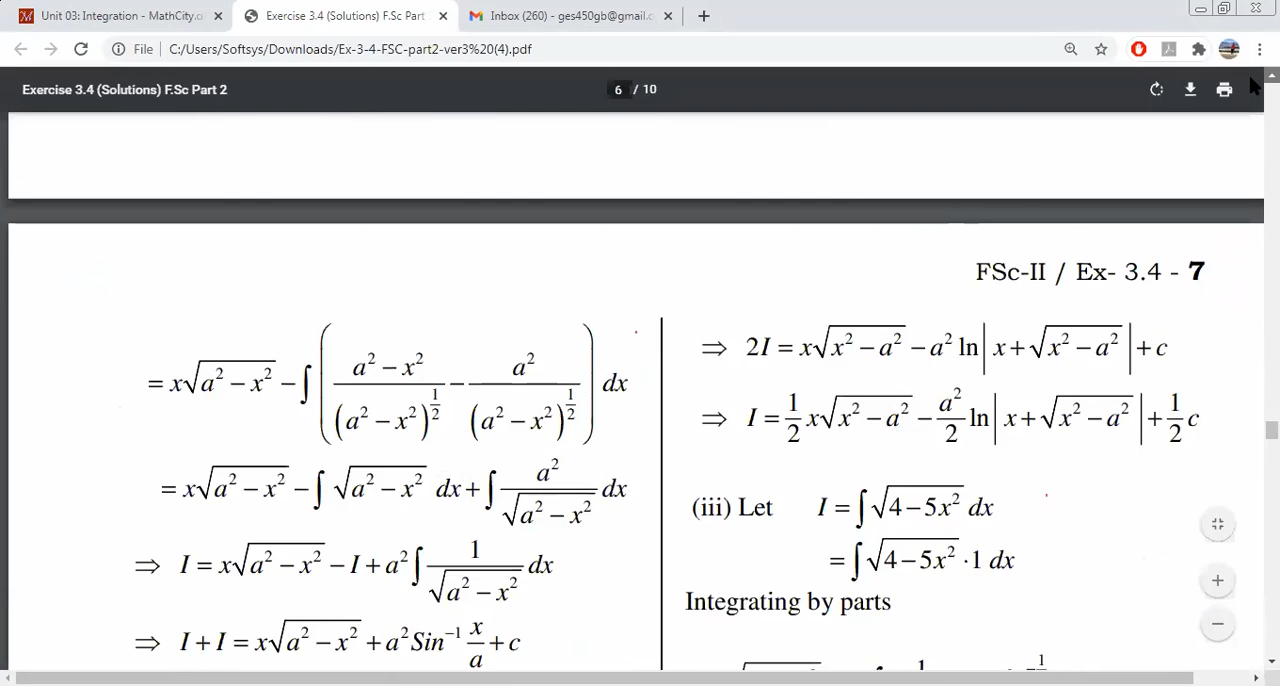 Unit 03: Integration - MathCity.o
Exercise 3.4 (Solutions) F.Sc Part
Inbox (260) - ges450gb@gmail.c
File | C:/Users/Softsys/Downloads/Ex-3-4-FSC-part2-ver3%20(4).pdf
Exercise 3.4 (Solutions) F.Sc Part 2
6 / 10
FSc-II / Ex- 3.4 - 7
= x√(a² − x²) − ∫ ( (a² − x²)/(a² − x²)^(1/2) − a²/(a² − x²)^(1/2) ) dx
= x√(a² − x²) − ∫ √(a² − x²) dx + ∫ a²/√(a² − x²) dx
⇒ I = x√(a² − x²) − I + a² ∫ 1/√(a² − x²) dx
⇒ I + I = x√(a² − x²) + a² Sin⁻¹ x/a + c
⇒ 2I = x√(x² − a²) − a² ln| x + √(x² − a²) | + c
⇒ I = 1/2 x√(x² − a²) − a²/2 ln| x + √(x² − a²) | + 1/2 c
(iii) Let I = ∫ √(4 − 5x²) dx
= ∫ √(4 − 5x²) · 1 dx
Integrating by parts